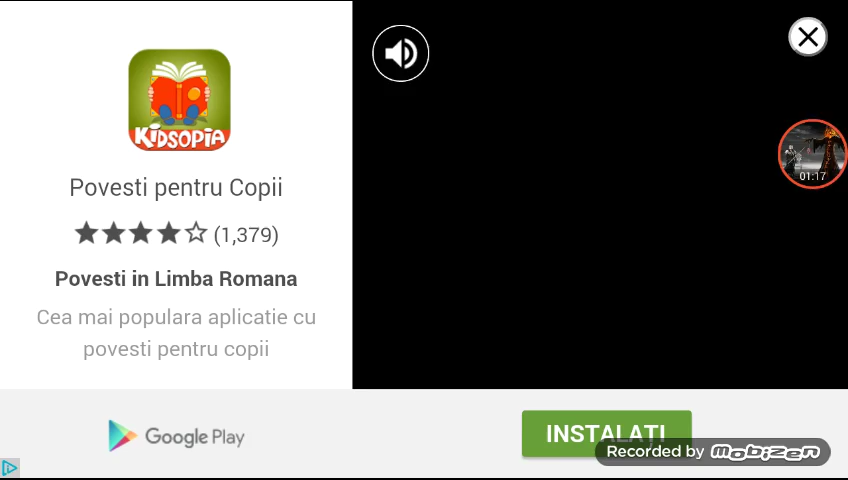 KIDSOPIA
Povesti pentru Copii
(1,379)
Povesti in Limba Romana
Cea mai populara aplicatie cu
povesti pentru copii
01:17
Google Play
INSTALAȚI
Recorded by mobizen